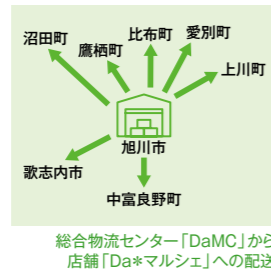 沼田町
鷹栖町
比布町
愛別町
上川町
旭川市
歌志内市
中富良野町
総合物流センター「DaMC」から
店舗「Da*マルシェ」への配送